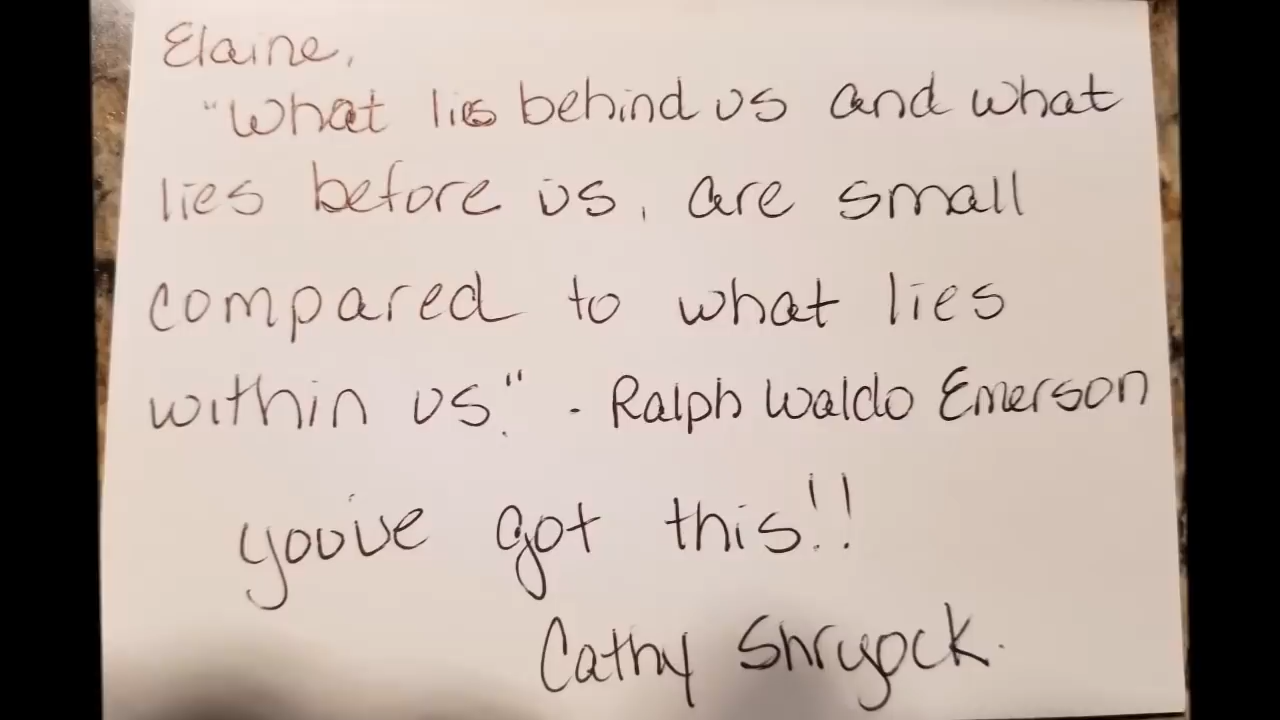 Elaine,
"What lies behind us and what
lies before us, are small
compared to what lies
within us." - Ralph Waldo Emerson
you've got this!!
Cathy Shryock.